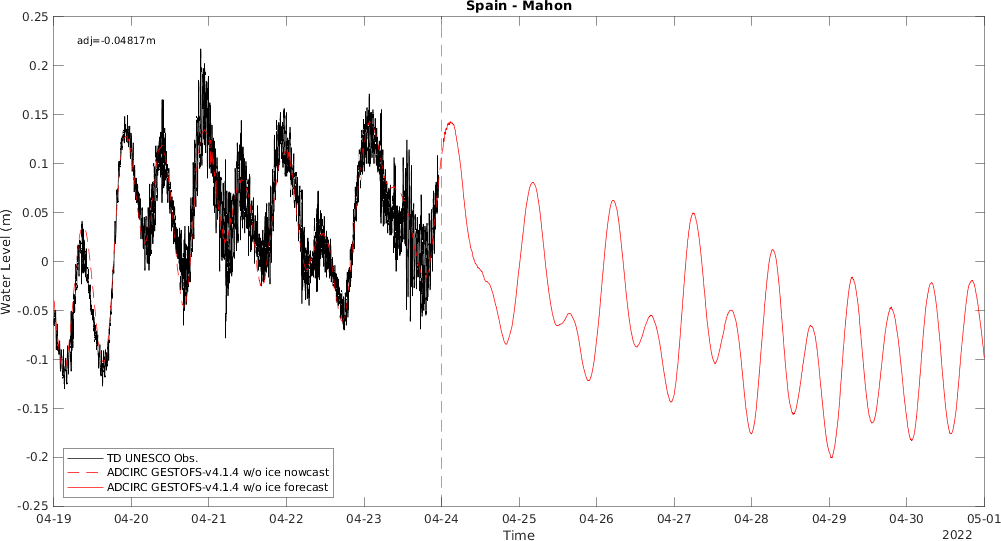 Spain - Mahon
adj=-0.04817m
0.25
0.2
0.15
0.1
0.05
0
-0.05
-0.1
-0.15
-0.2
-0.25
Water Level (m)
TD UNESCO Obs.
ADCIRC GESTOFS-v4.1.4 w/o ice nowcast
ADCIRC GESTOFS-v4.1.4 w/o ice forecast
04-19 04-20 04-21 04-22 04-23 04-24 04-25 04-26 04-27 04-28 04-29 04-30 05-01
Time
2022